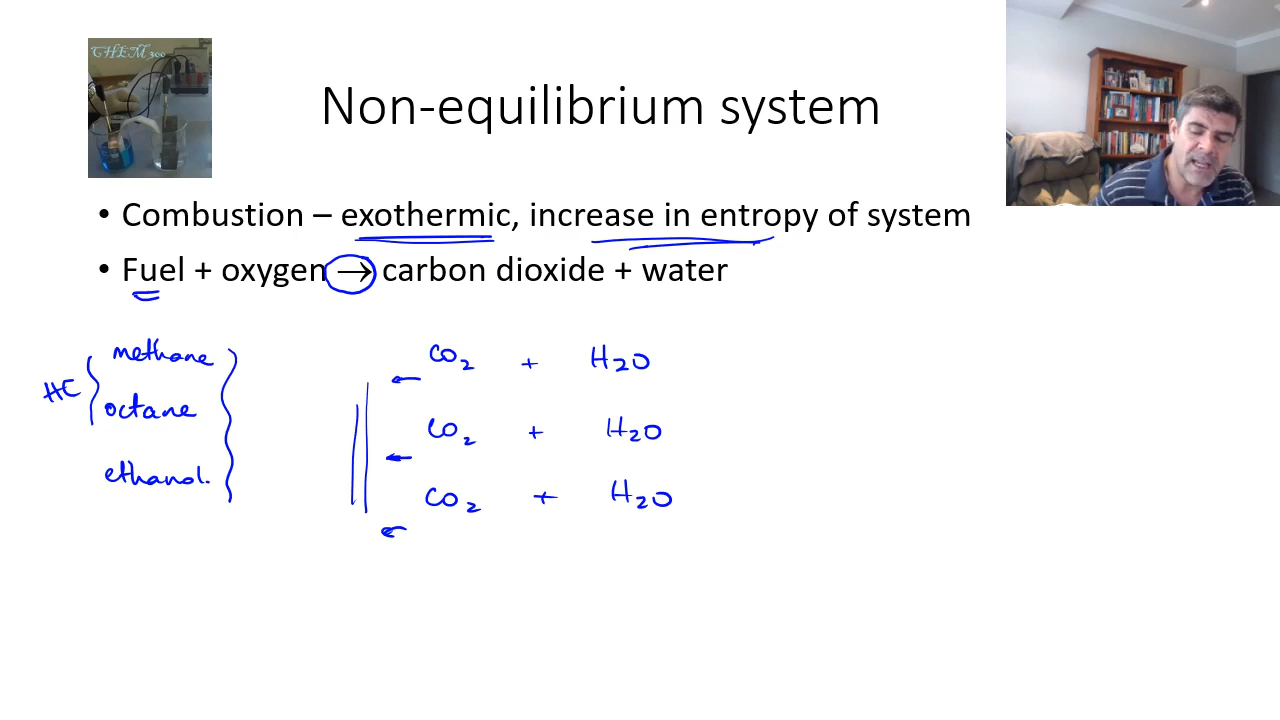 CHEM300
Non-equilibrium system
• Combustion – exothermic, increase in entropy of system
• Fuel + oxygen → carbon dioxide + water
methane CO2 + H2O
HC
octane CO2 + H2O
ethanol. CO2 + H2O